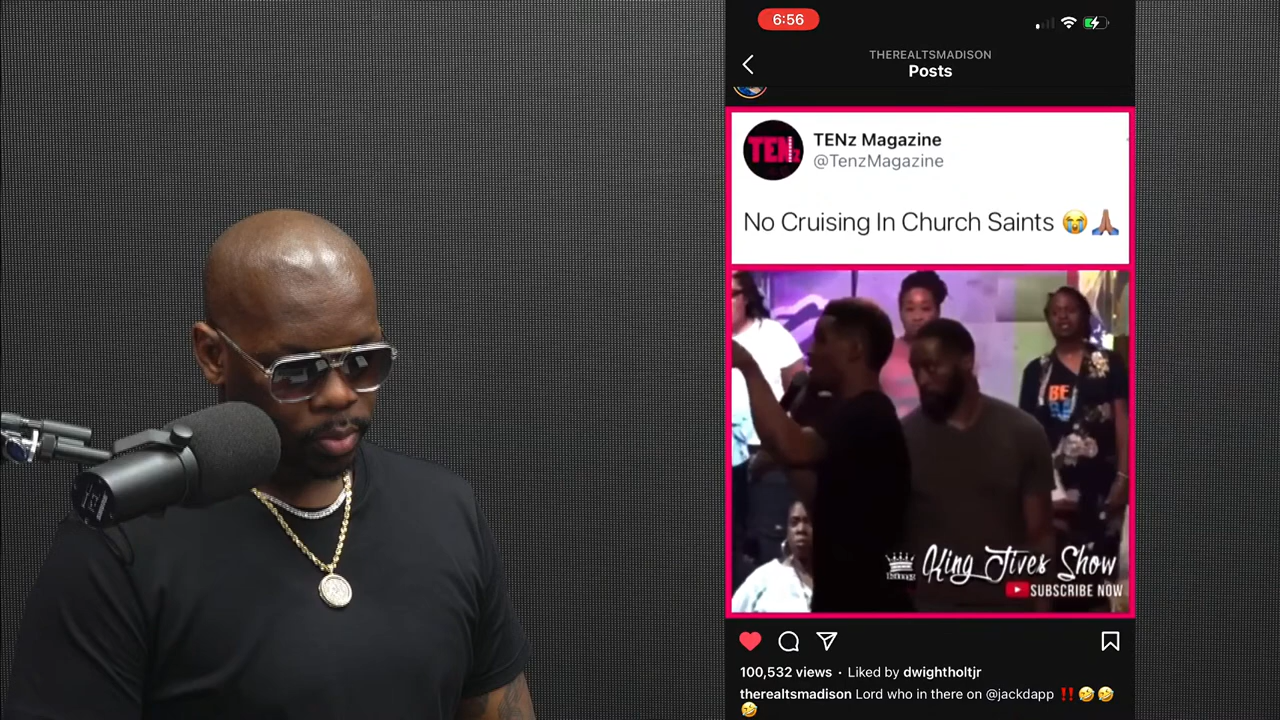 6:56
THEREALTSMADISON
Posts
TENz
TENz Magazine
@TenzMagazine
No Cruising In Church Saints 😭🙏🏽
BE
King Jives Show
SUBSCRIBE NOW
100,532 views · Liked by dwightholtjr
therealtsmadison Lord who in there on @jackdapp ‼️🤣🤣
🤣